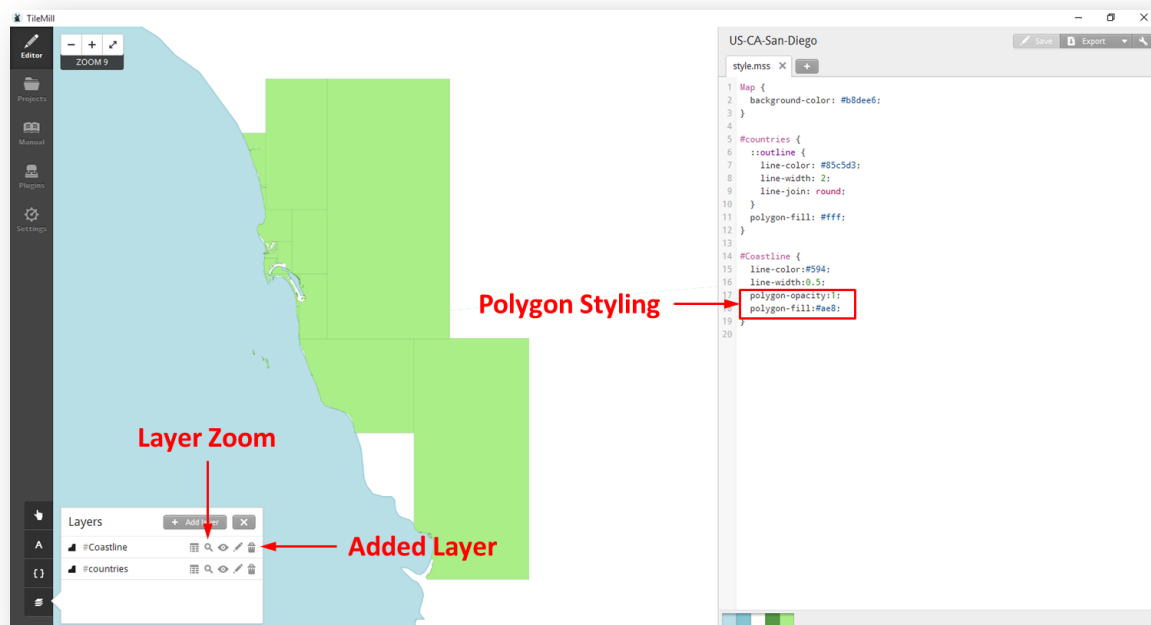 TileMill
Editor
Projects
Manual
Plugins
Settings
ZOOM 9
Polygon Styling
Layer Zoom
Added Layer
Layers
+ Add layer
#Coastline
#countries
A
{}
US-CA-San-Diego
Save
Export
style.mss
1 Map {
2 background-color: #b8dee6;
3 }
4
5 #countries {
6 ::outline {
7 line-color: #85c5d3;
8 line-width: 2;
9 line-join: round;
10 }
11 polygon-fill: #fff;
12 }
13
14 #Coastline {
15 line-color:#594;
16 line-width:0.5;
17 polygon-opacity:1;
18 polygon-fill:#ae8;
19 }
20